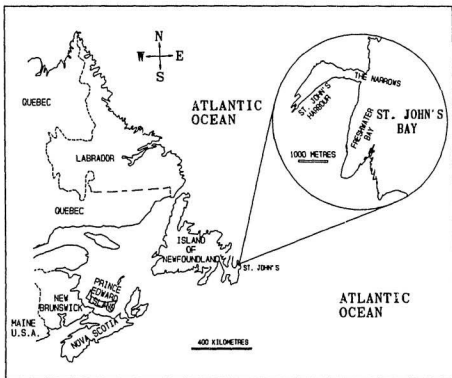 N
W E
S
QUEBEC
ATLANTIC
OCEAN
THE NARROWS
ST. JOHN'S
HARBOUR
ST. JOHN'S
BAY
FRESHWATER
BAY
1000 METRES
LABRADOR
QUEBEC
ISLAND
OF
NEWFOUNDLAND
ST. JOHN'S
PRINCE
EDWARD
ISLAND
NEW
BRUNSWICK
MAINE
U.S.A.
NOVA SCOTIA
ATLANTIC
OCEAN
400 KILOMETRES